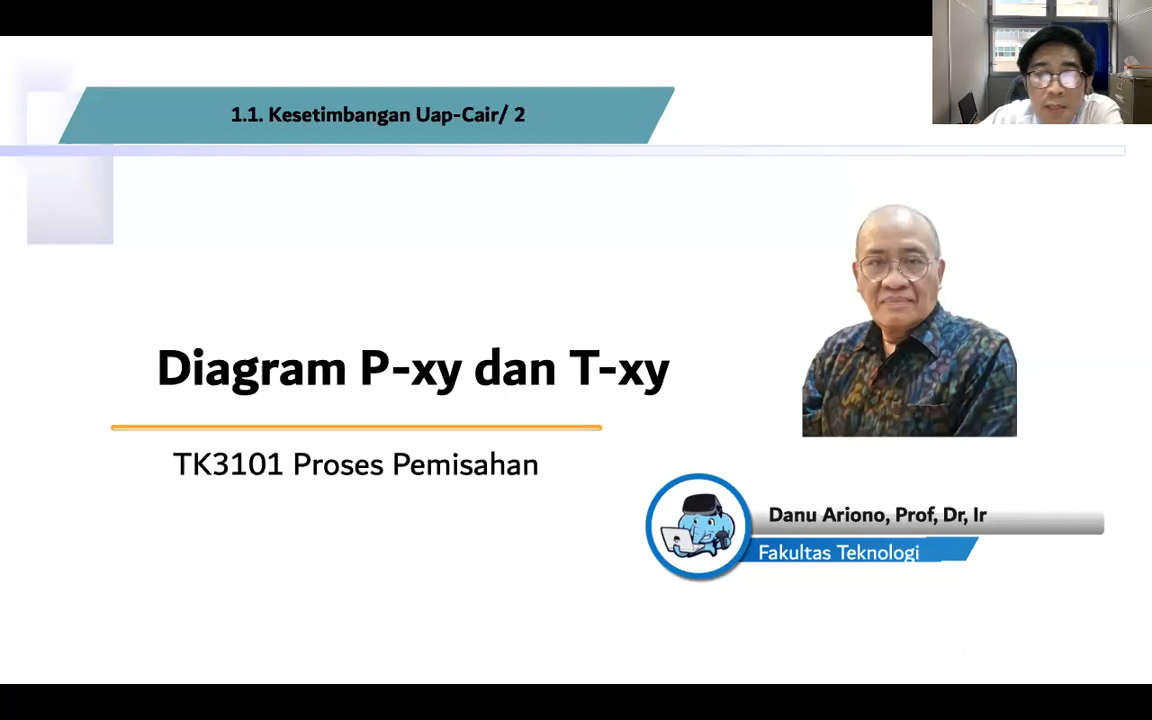 1.1. Kesetimbangan Uap-Cair/ 2
Diagram P-xy dan T-xy
TK3101 Proses Pemisahan
Danu Ariono, Prof, Dr, Ir
Fakultas Teknologi